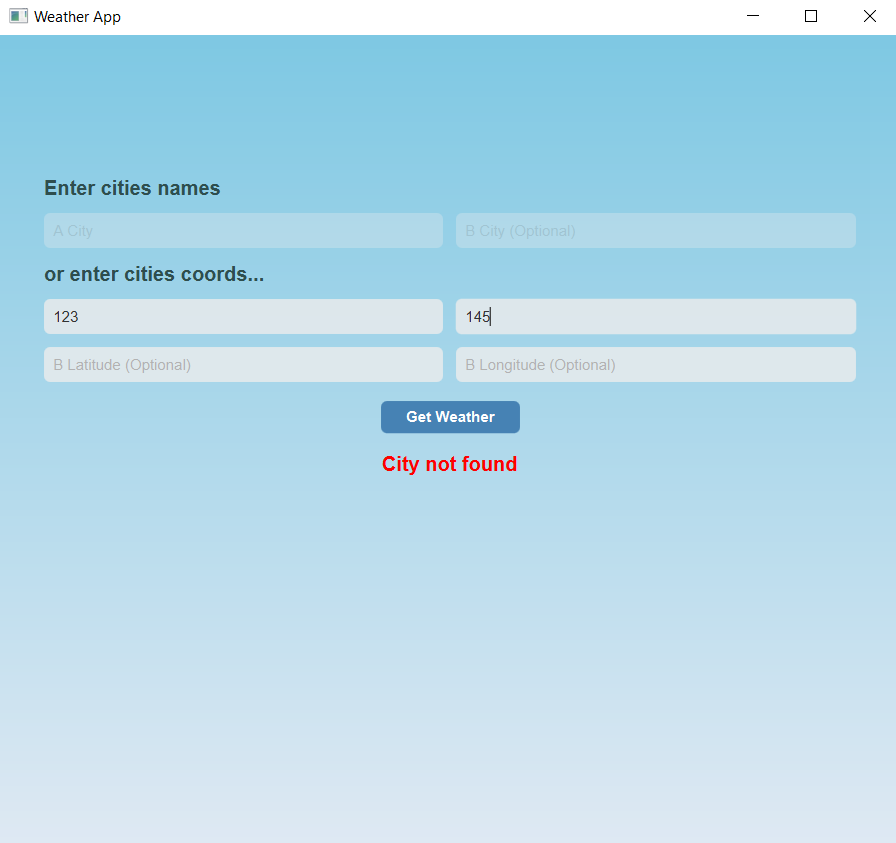 Weather App
Enter cities names
A City B City (Optional)
or enter cities coords...
123 145
B Latitude (Optional) B Longitude (Optional)
Get Weather
City not found